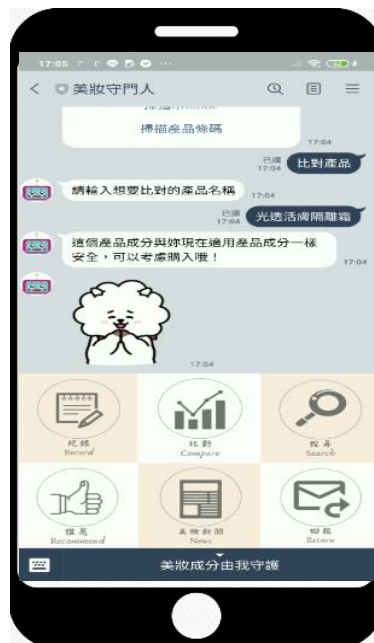 17:05
美妝守門人
掃描產品條碼
17:04
已讀
17:04
比對產品
請輸入想要比對的產品名稱
17:04
已讀
17:04
光透活膚隔離霜
這個產品成分與妳現在適用產品成分一樣
安全，可以考慮購入哦！
17:04
17:04
紀錄
Record
比對
Compare
搜尋
Search
推薦
Recommend
美妝新聞
News
回報
Return
美妝成分由我守護